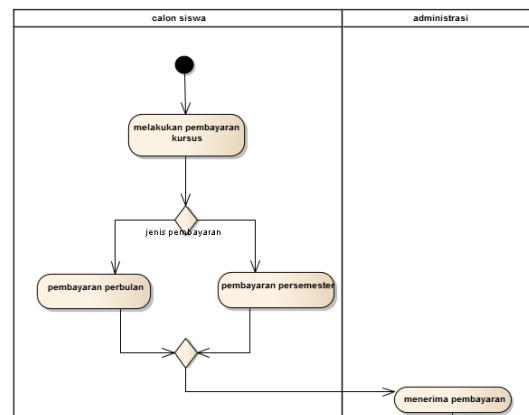 calon siswa
administrasi
melakukan pembayaran
kursus
jenis pembayaran
pembayaran perbulan
pembayaran persemester
menerima pembayaran